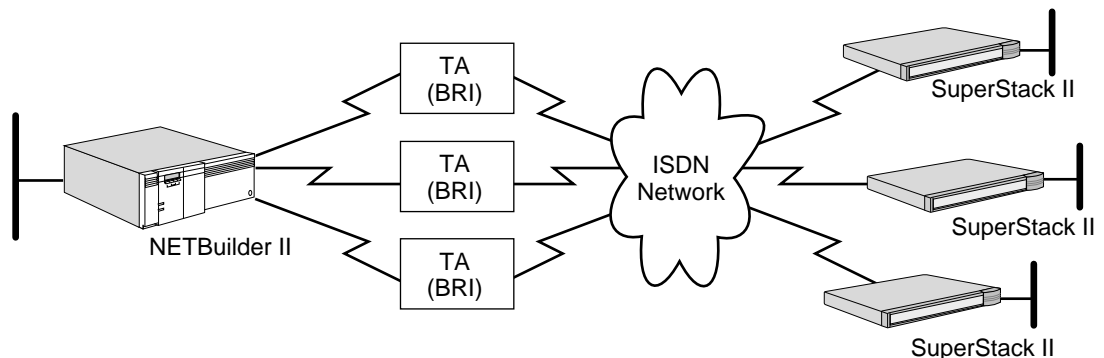 TA
(BRI)
SuperStack II
TA
(BRI)
ISDN
Network
NETBuilder II
SuperStack II
TA
(BRI)
SuperStack II